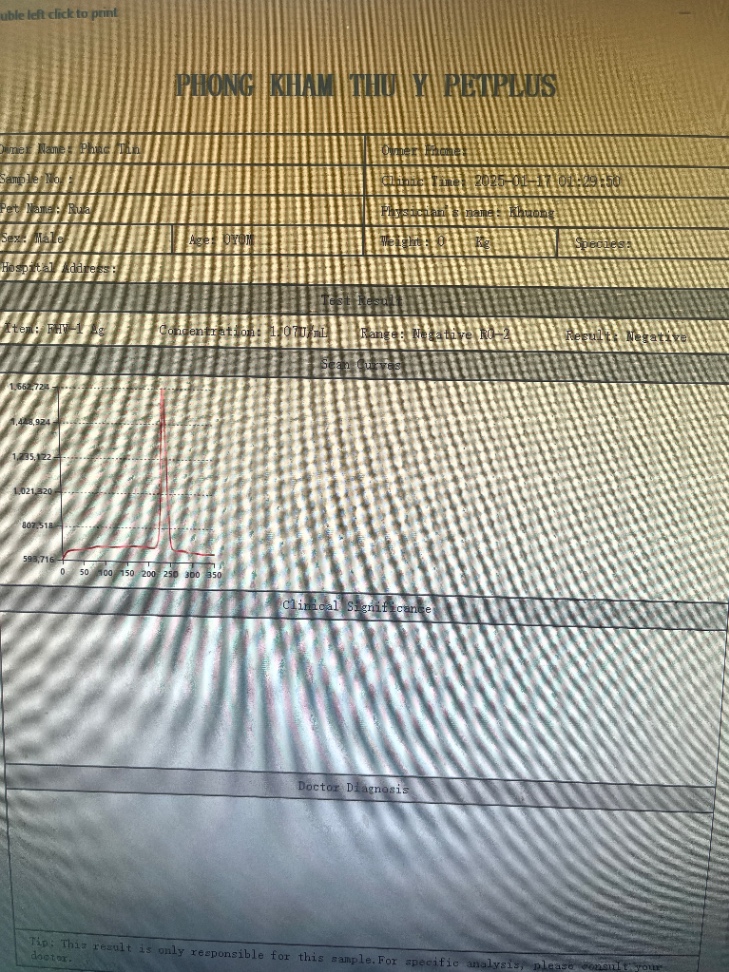 uble left click to print
PHONG KHAM THU Y PETPLUS
Owner Name: Phuc Tin Owner Phone:
Sample No.: Clinic Time: 2025-01-17 01:29:50
Pet Name: Rua Physician's name: Khuong
Sex: Male Age: 0Y0M Weight: 0 Kg Species:
Hospital Address:
Test Result
Item: FHV-1 Ag Concentration: 1.07U/mL Range: Negative R0-2 Result: Negative
Scan Curves
1,662,724
1,448,924
1,235,122
1,021,320
807,518
593,716
0 50 100 150 200 250 300 350
Clinical Significance
Doctor Diagnosis
Tip: This result is only responsible for this sample.For specific analysis, please consult your
doctor.